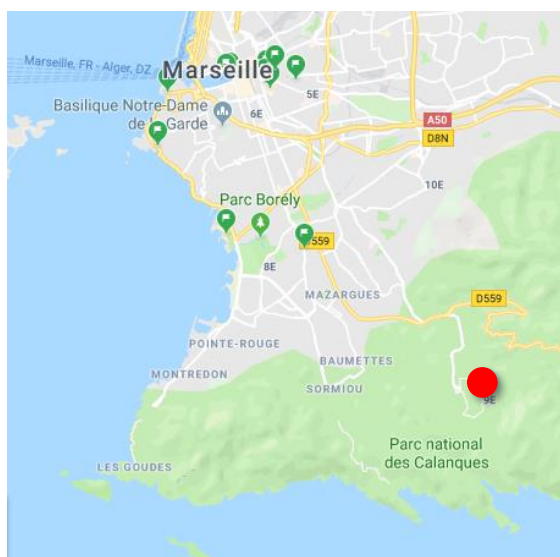 Marseille, FR - Alger, DZ
Marseille
5E
Basilique Notre-Dame
de la Garde
6E
A50
D8N
10E
Parc Borély
D559
8E
MAZARGUES
D559
POINTE-ROUGE
BAUMETTES
MONTREDON
SORMIOU
9E
Parc national
des Calanques
LES GOUDES